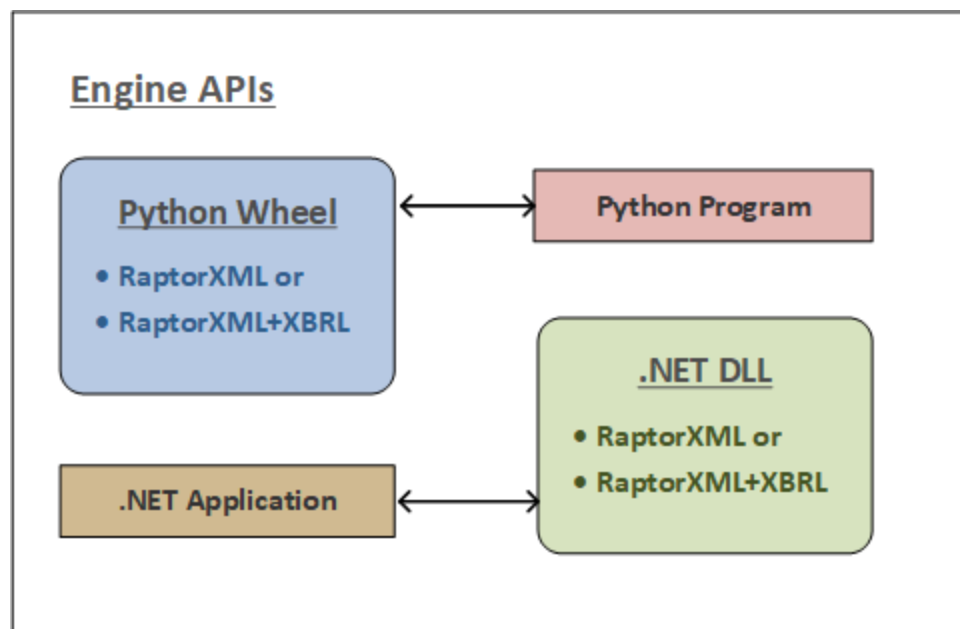 Engine APIs
Python Wheel
• RaptorXML or
• RaptorXML+XBRL
Python Program
.NET DLL
• RaptorXML or
• RaptorXML+XBRL
.NET Application